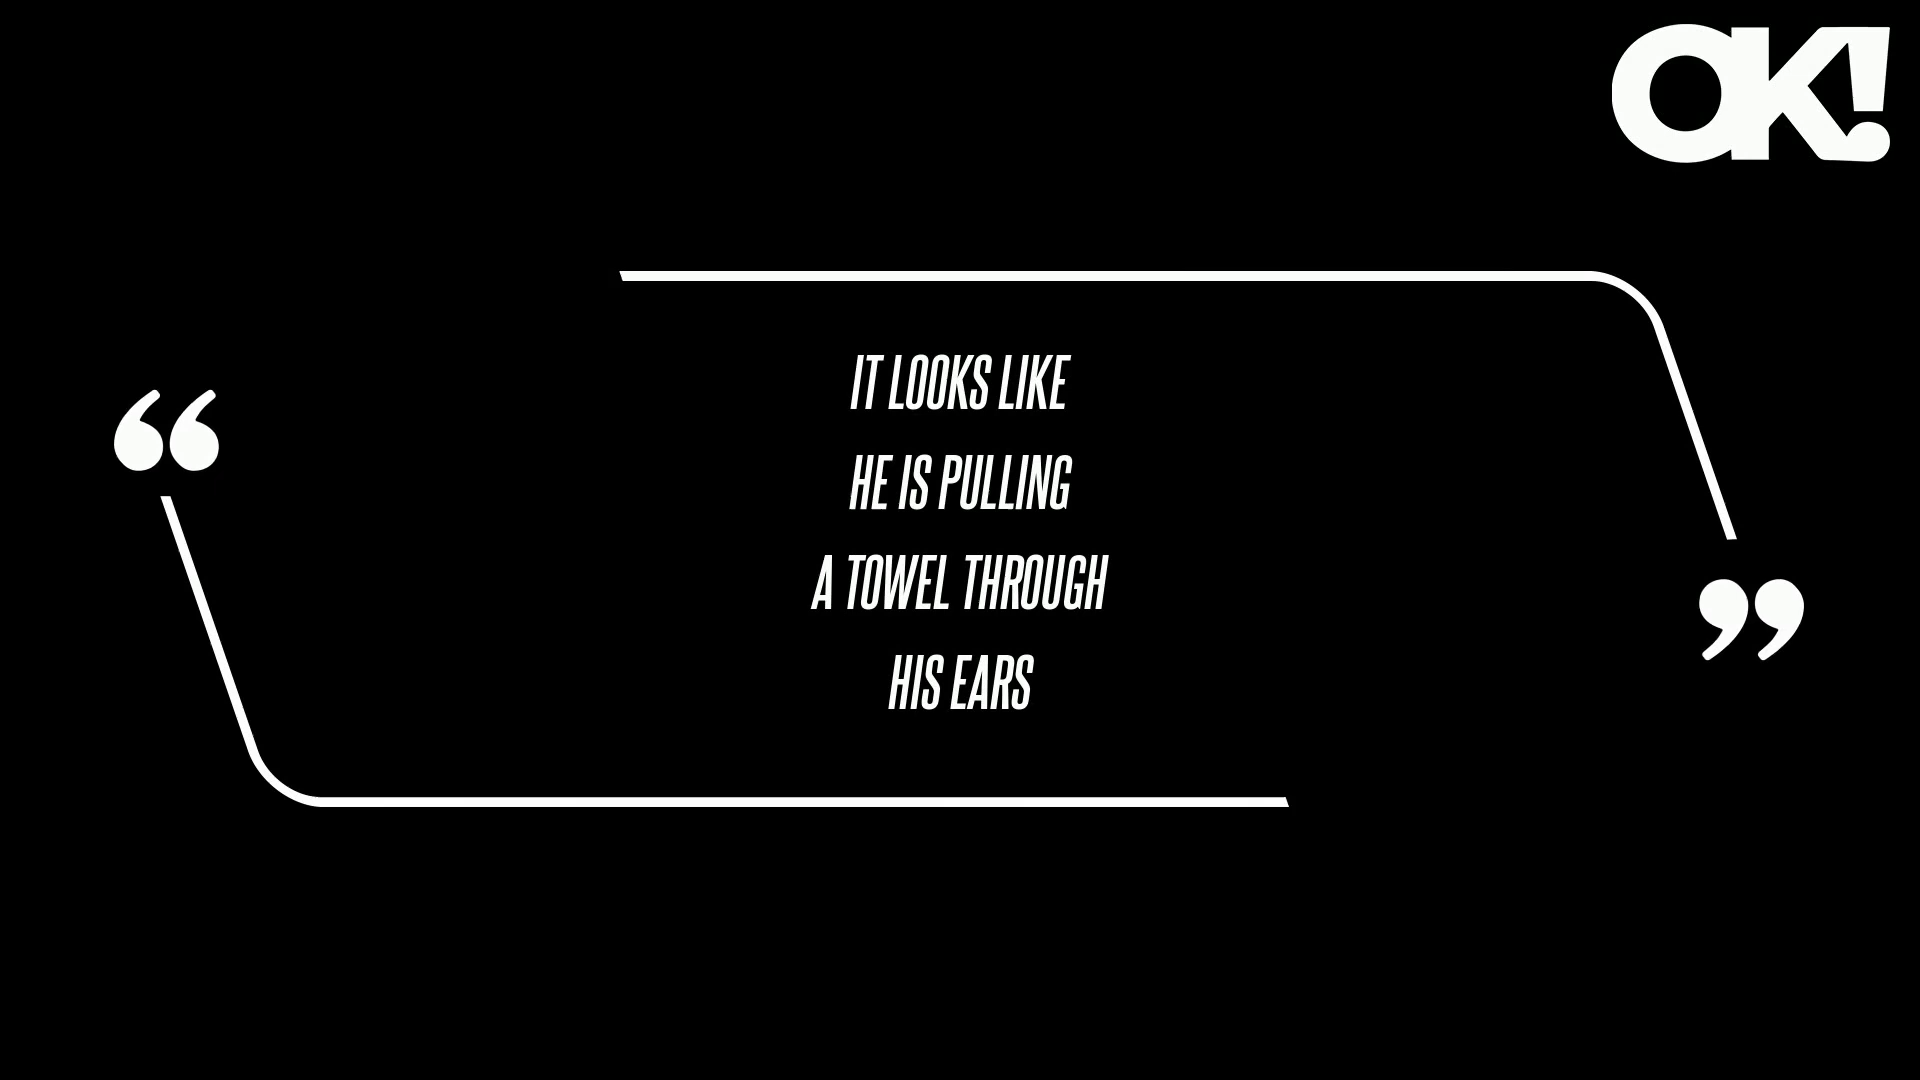 OK!
“
IT LOOKS LIKE
HE IS PULLING
A TOWEL THROUGH
HIS EARS
”